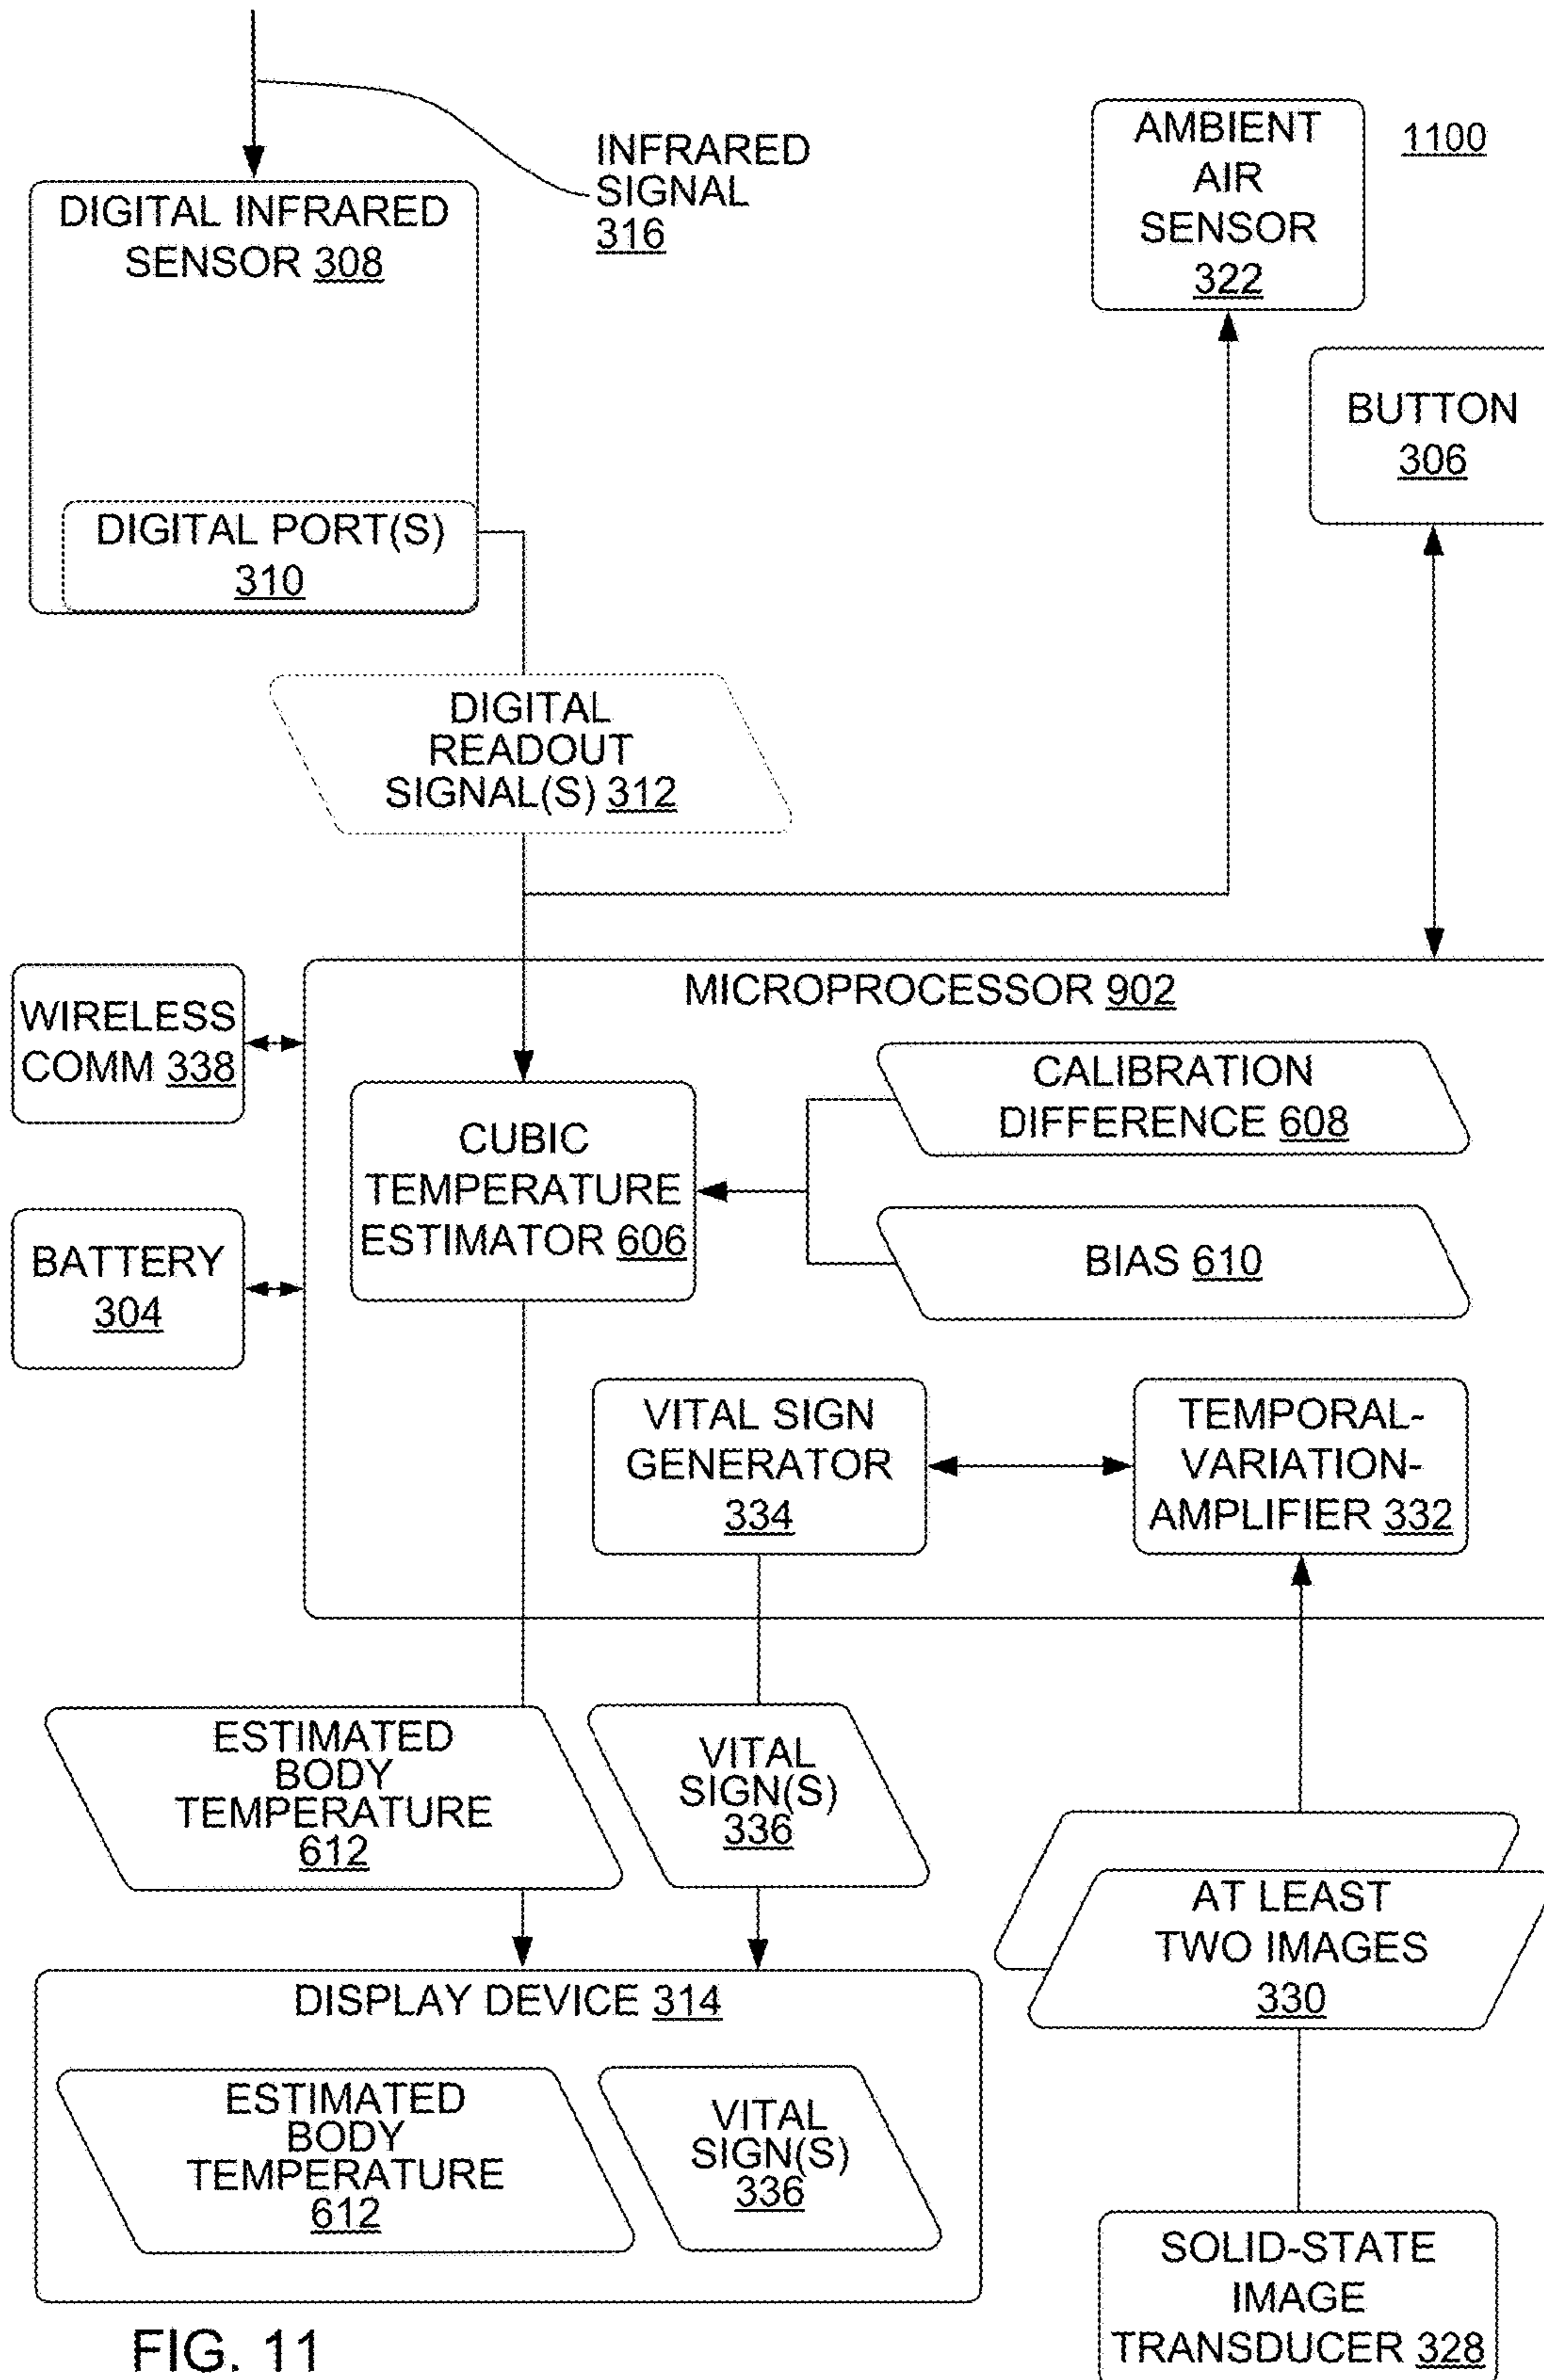 INFRARED
SIGNAL
316
AMBIENT
AIR
SENSOR
322
1100
DIGITAL INFRARED
SENSOR 308
BUTTON
306
DIGITAL PORT(S)
310
DIGITAL
READOUT
SIGNAL(S) 312
MICROPROCESSOR 902
WIRELESS
COMM 338
CALIBRATION
DIFFERENCE 608
CUBIC
TEMPERATURE
ESTIMATOR 606
BATTERY
304
BIAS 610
VITAL SIGN
GENERATOR
334
TEMPORAL-
VARIATION-
AMPLIFIER 332
ESTIMATED
BODY
TEMPERATURE
612
VITAL
SIGN(S)
336
AT LEAST
TWO IMAGES
330
DISPLAY DEVICE 314
ESTIMATED
BODY
TEMPERATURE
612
VITAL
SIGN(S)
336
SOLID-STATE
IMAGE
TRANSDUCER 328
FIG. 11